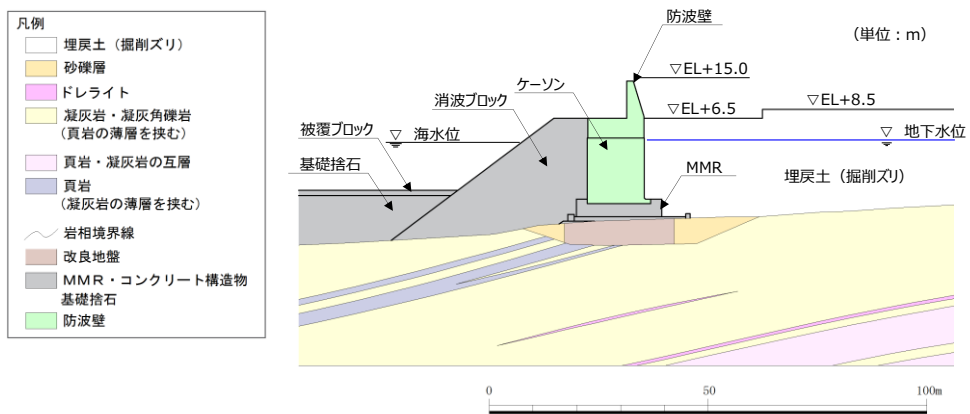 凡例
埋戻土（掘削ズリ）
砂礫層
ドレライト
凝灰岩・凝灰角礫岩
（頁岩の薄層を挟む）
頁岩・凝灰岩の互層
頁岩
（凝灰岩の薄層を挟む）
岩相境界線
改良地盤
ＭＭＲ・コンクリート構造物
基礎捨石
防波壁
防波壁
（単位：m）
▽EL+15.0
ケーソン
消波ブロック
▽EL+6.5
▽EL+8.5
被覆ブロック
▽ 海水位
▽ 地下水位
基礎捨石
MMR
埋戻土（掘削ズリ）
0
50
100m